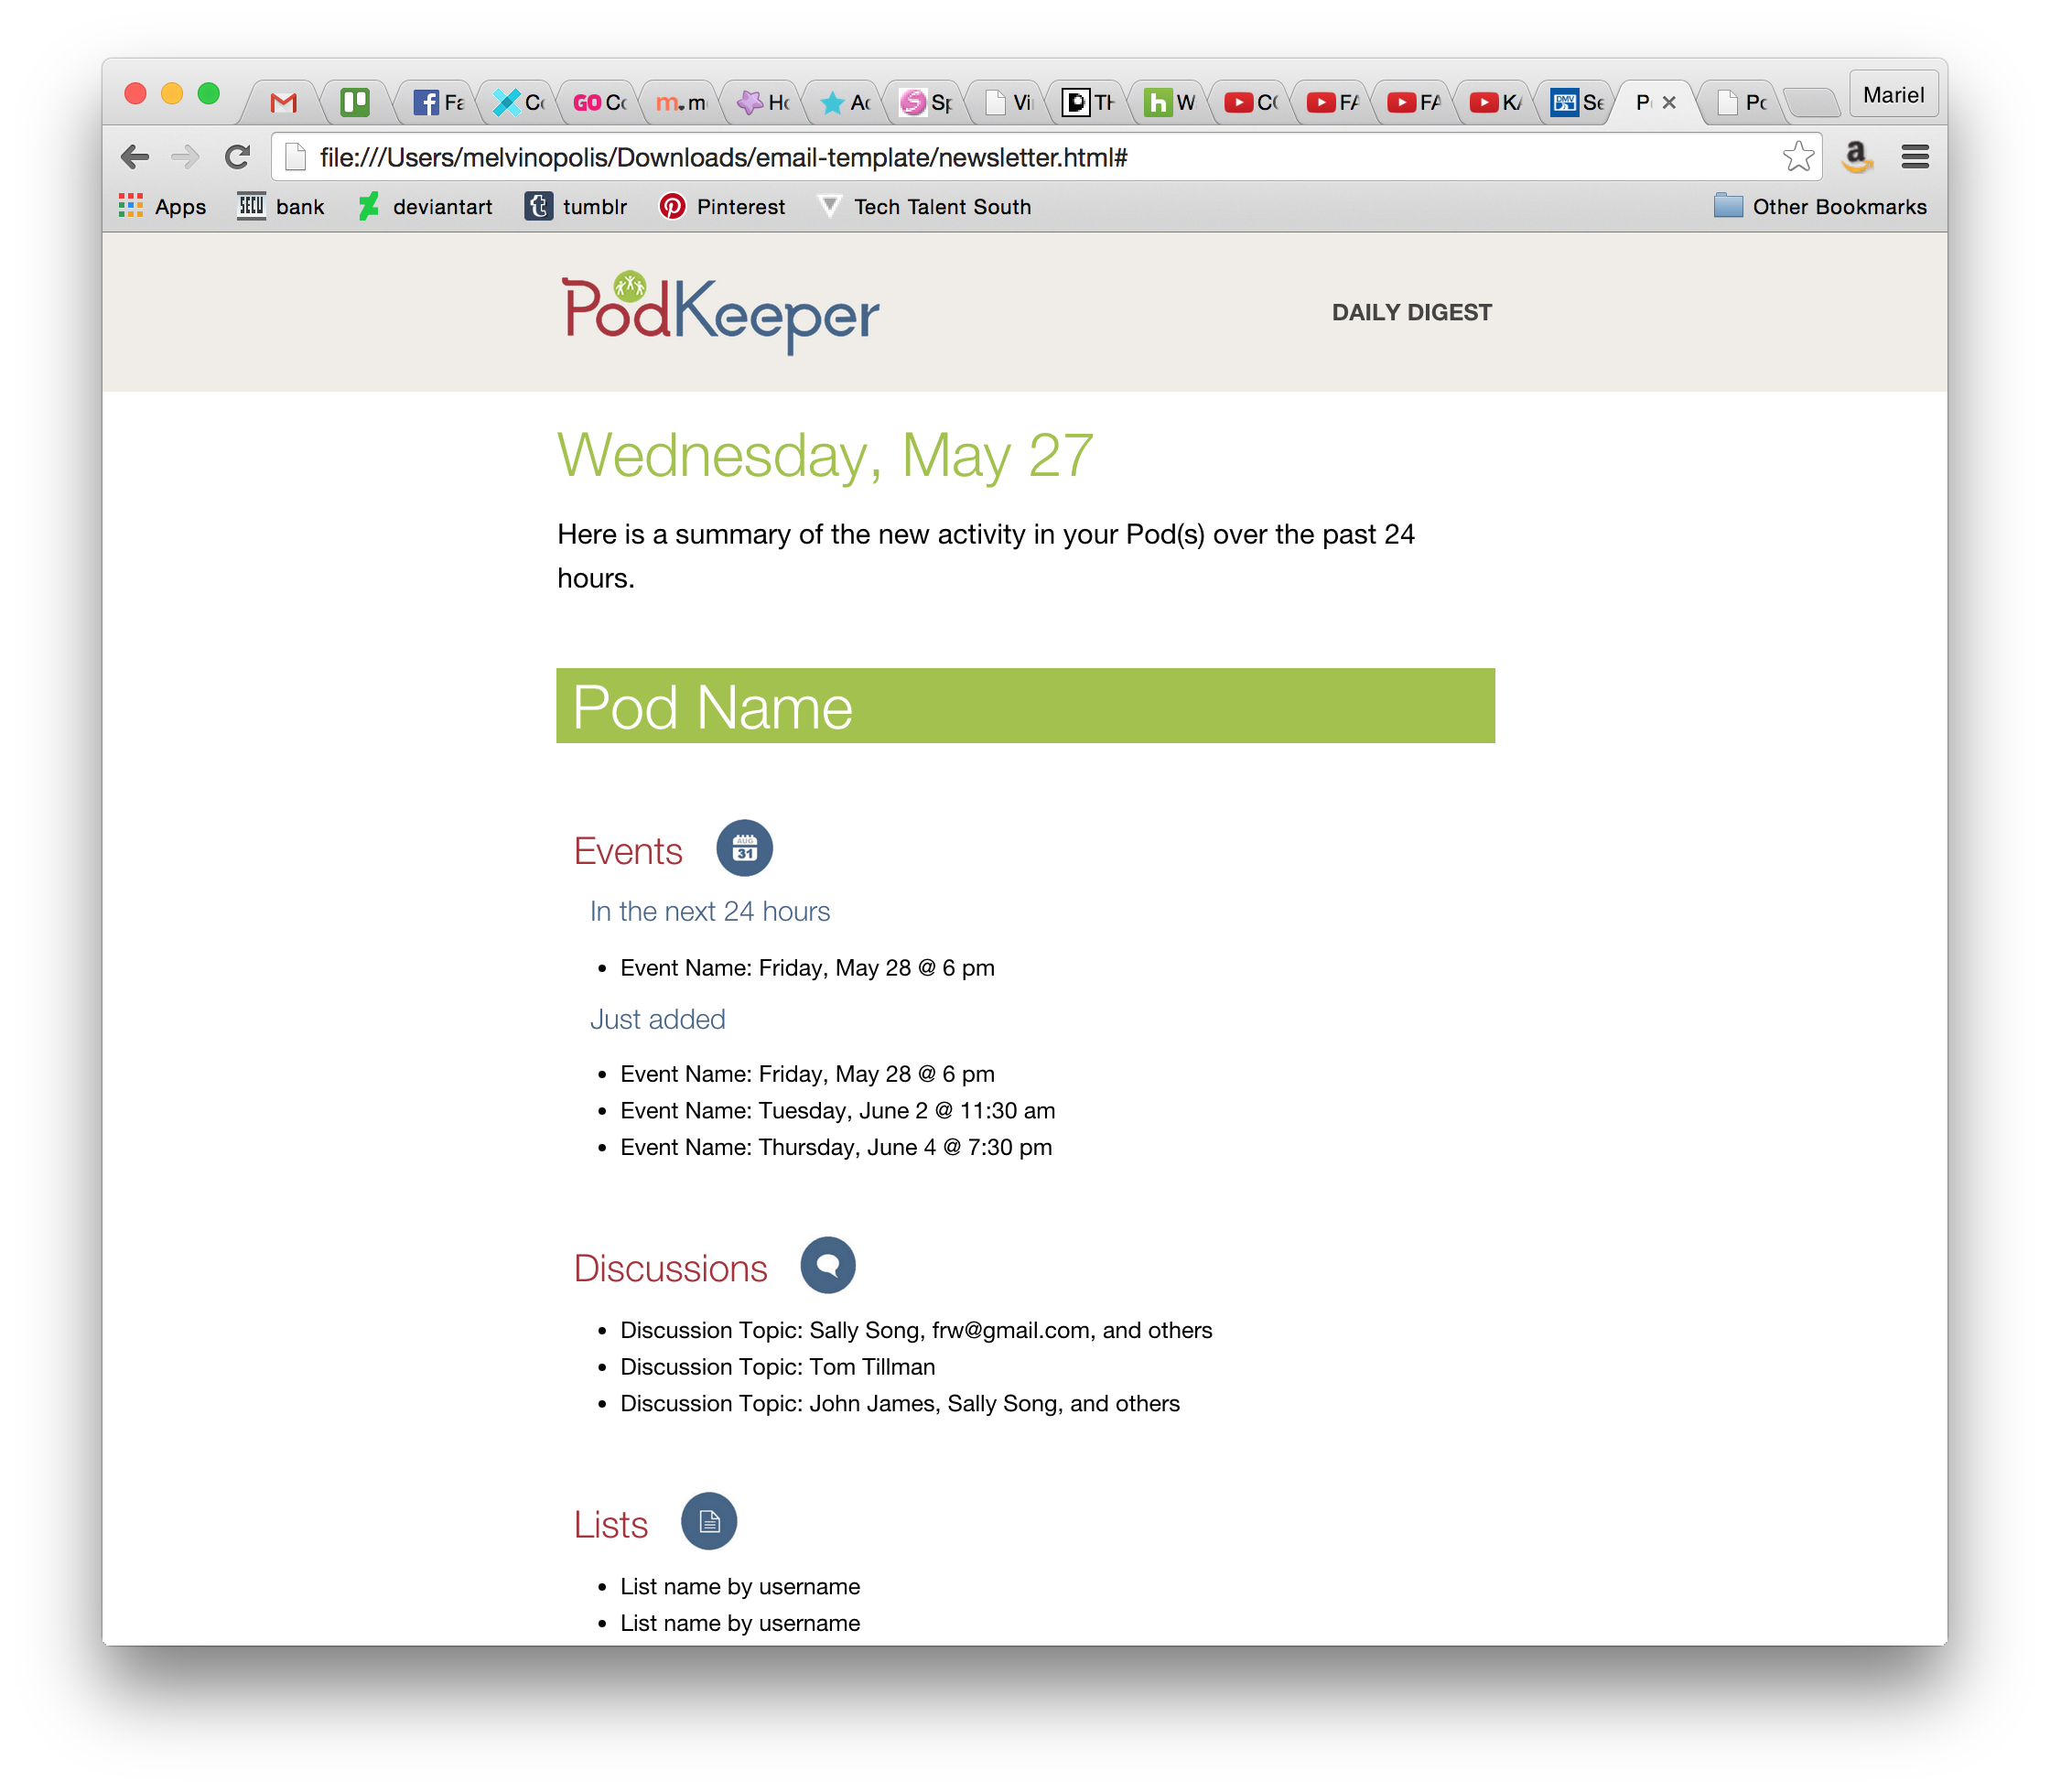 Fa
Co
GO Co
m. m
Ho
Ac
Sp
Vi
TH
h W
CO
FA
FA
KA
DMV Se
P
Po
Mariel
file:///Users/melvinopolis/Downloads/email-template/newsletter.html#
a
Apps
SECU bank
deviantart
t tumblr
Pinterest
Tech Talent South
Other Bookmarks
PodKeeper
DAILY DIGEST
Wednesday, May 27
Here is a summary of the new activity in your Pod(s) over the past 24
hours.
Pod Name
Events
AUG
31
In the next 24 hours
• Event Name: Friday, May 28 @ 6 pm
Just added
• Event Name: Friday, May 28 @ 6 pm
• Event Name: Tuesday, June 2 @ 11:30 am
• Event Name: Thursday, June 4 @ 7:30 pm
Discussions
• Discussion Topic: Sally Song, frw@gmail.com, and others
• Discussion Topic: Tom Tillman
• Discussion Topic: John James, Sally Song, and others
Lists
• List name by username
• List name by username